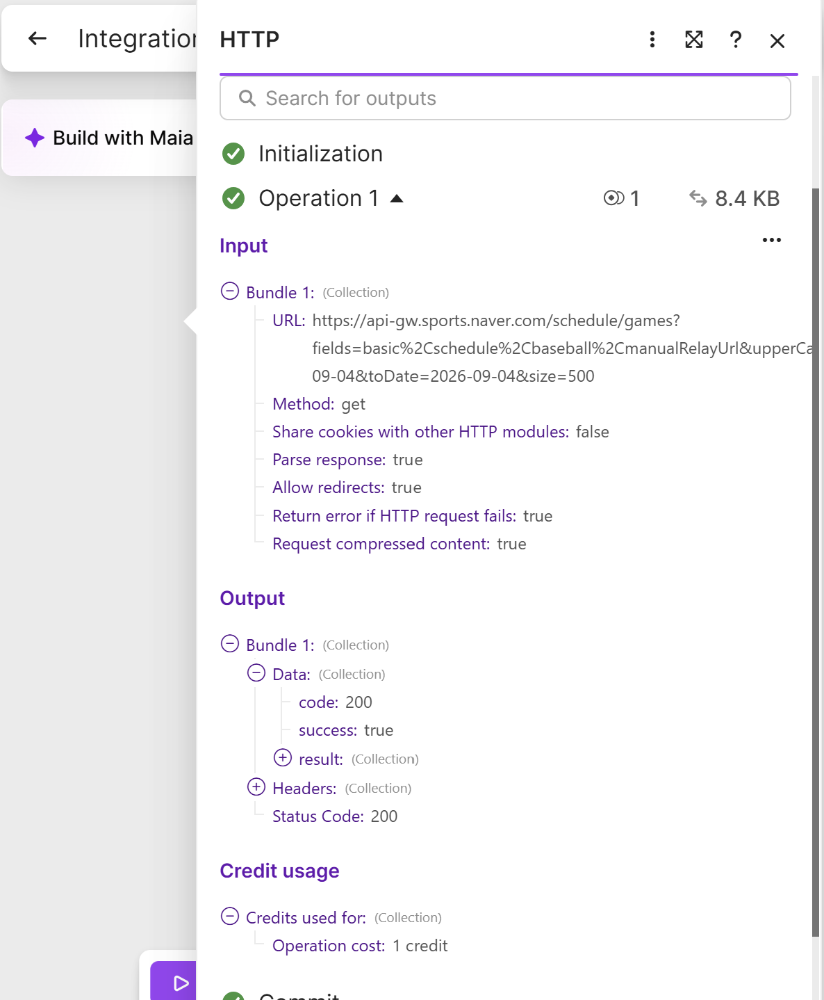 Integration
HTTP
?
Search for outputs
Build with Maia
Initialization
Operation 1
1
8.4 KB
Input
Bundle 1: (Collection)
URL: https://api-gw.sports.naver.com/schedule/games?
fields=basic%2Cschedule%2Cbaseball%2CmanualRelayUrl&upperCa
09-04&toDate=2026-09-04&size=500
Method: get
Share cookies with other HTTP modules: false
Parse response: true
Allow redirects: true
Return error if HTTP request fails: true
Request compressed content: true
Output
Bundle 1: (Collection)
Data: (Collection)
code: 200
success: true
result: (Collection)
Headers: (Collection)
Status Code: 200
Credit usage
Credits used for: (Collection)
Operation cost: 1 credit
Commit